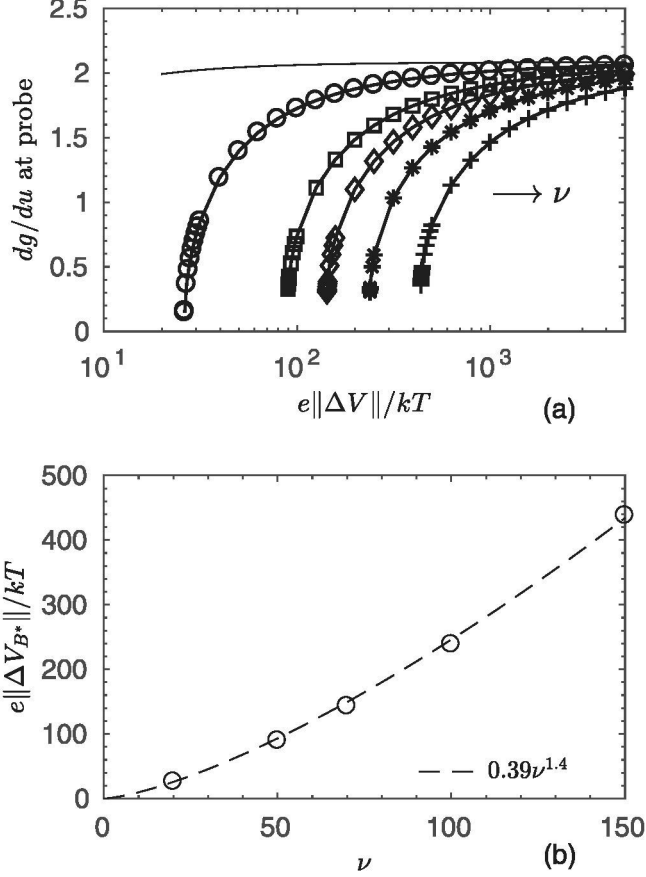 2.5
2
1.5
1
0.5
0
dg/du at probe
→ ν
10^1 10^2 10^3
e||ΔV||/kT
(a)
500
400
300
200
100
0
e||ΔV_{B*}||/kT
0.39ν^{1.4}
0 50 100 150
ν
(b)